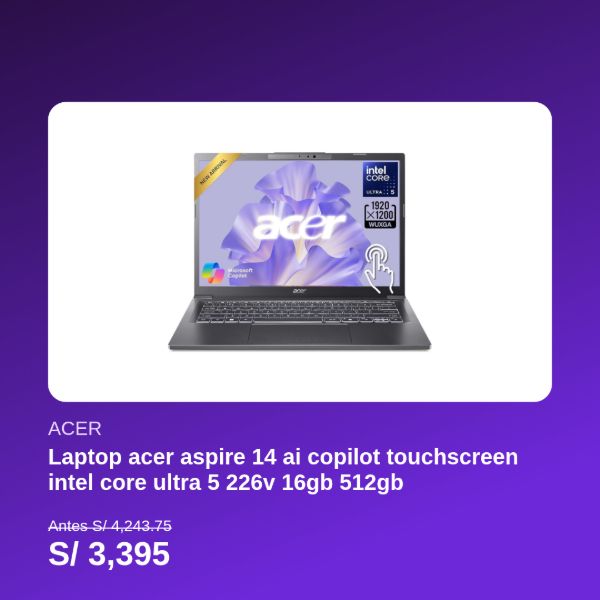 NEW ARRIVAL
intel
CORE
ULTRA 5
1920
×1200
WUXGA
acer
Microsoft
Copilot
acer
ACER
Laptop acer aspire 14 ai copilot touchscreen
intel core ultra 5 226v 16gb 512gb
Antes S/ 4,243.75
S/ 3,395